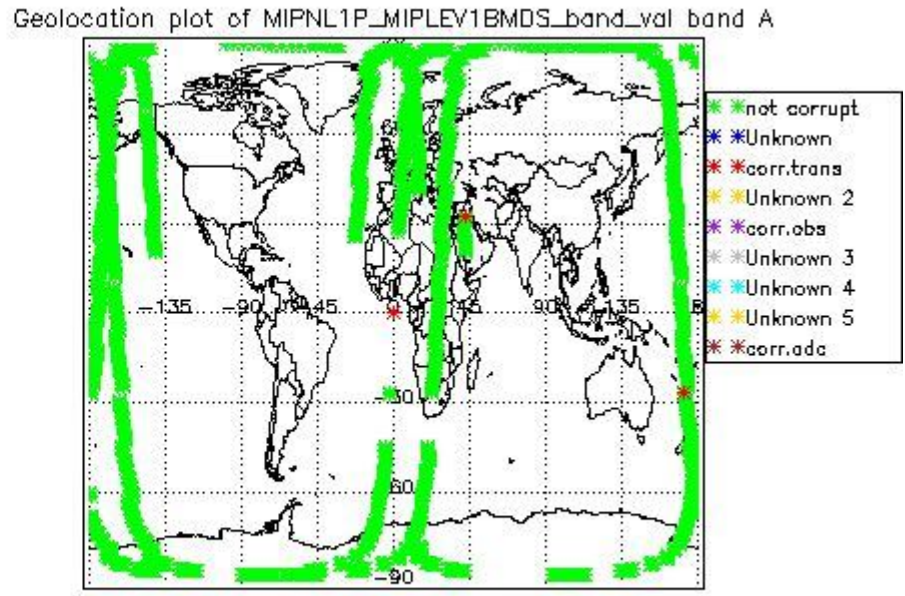 Geolocation plot of MIPNL1P_MIPLEV1BMDS_band_val band A
not corrupt
Unknown
corr.trans
Unknown 2
corr.obs
Unknown 3
Unknown 4
Unknown 5
corr.adc
-135
-90
-45
45
90
135
-30
-60
-90